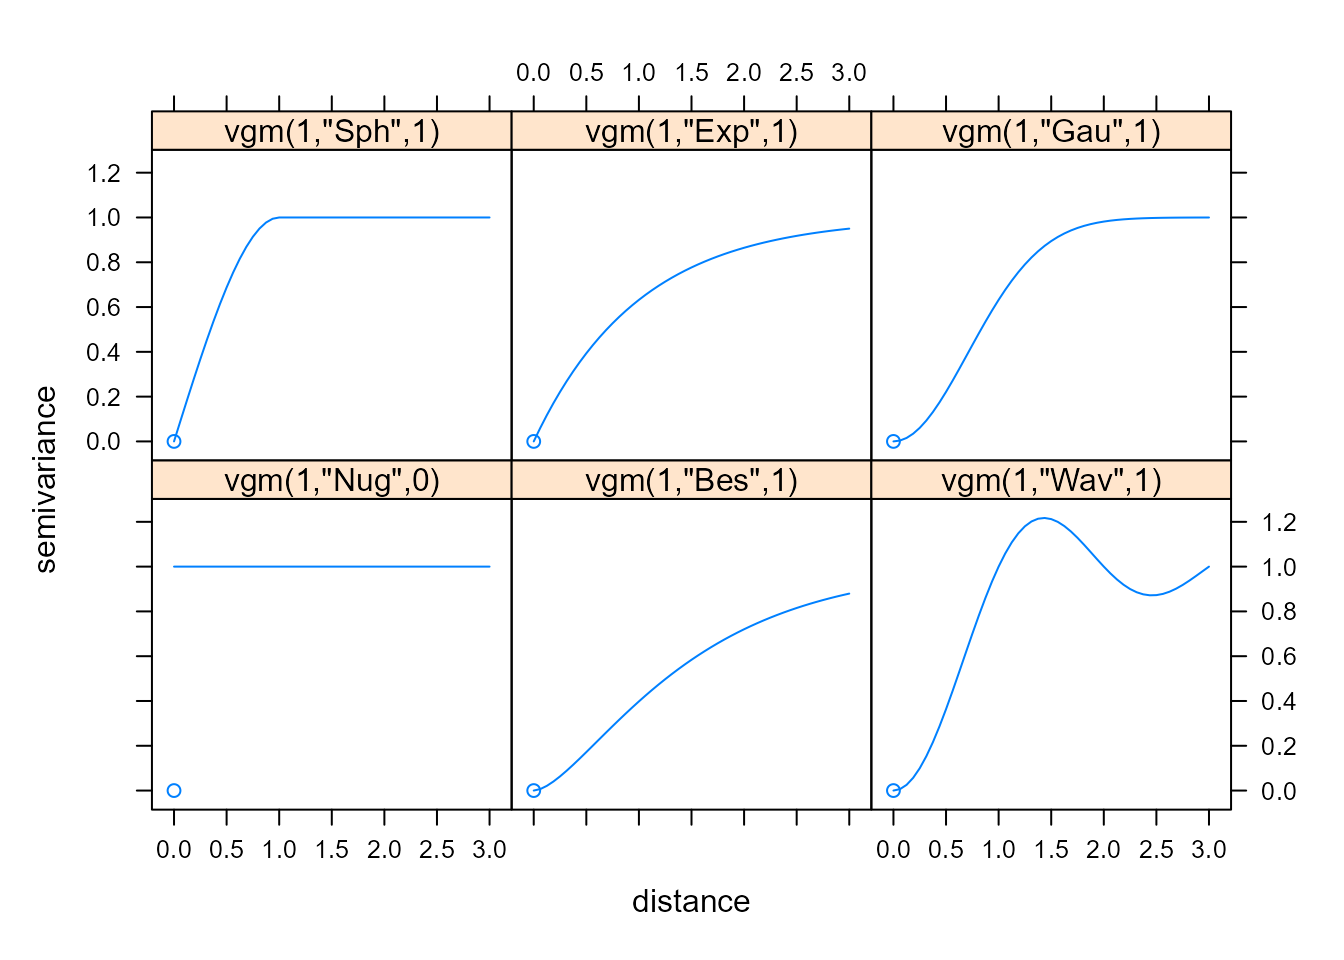 0.0 0.5 1.0 1.5 2.0 2.5 3.0
vgm(1,"Sph",1) vgm(1,"Exp",1) vgm(1,"Gau",1)
1.2
1.0
0.8
0.6
0.4
0.2
0.0
semivariance
vgm(1,"Nug",0) vgm(1,"Bes",1) vgm(1,"Wav",1)
1.2
1.0
0.8
0.6
0.4
0.2
0.0
0.0 0.5 1.0 1.5 2.0 2.5 3.0 0.0 0.5 1.0 1.5 2.0 2.5 3.0
distance